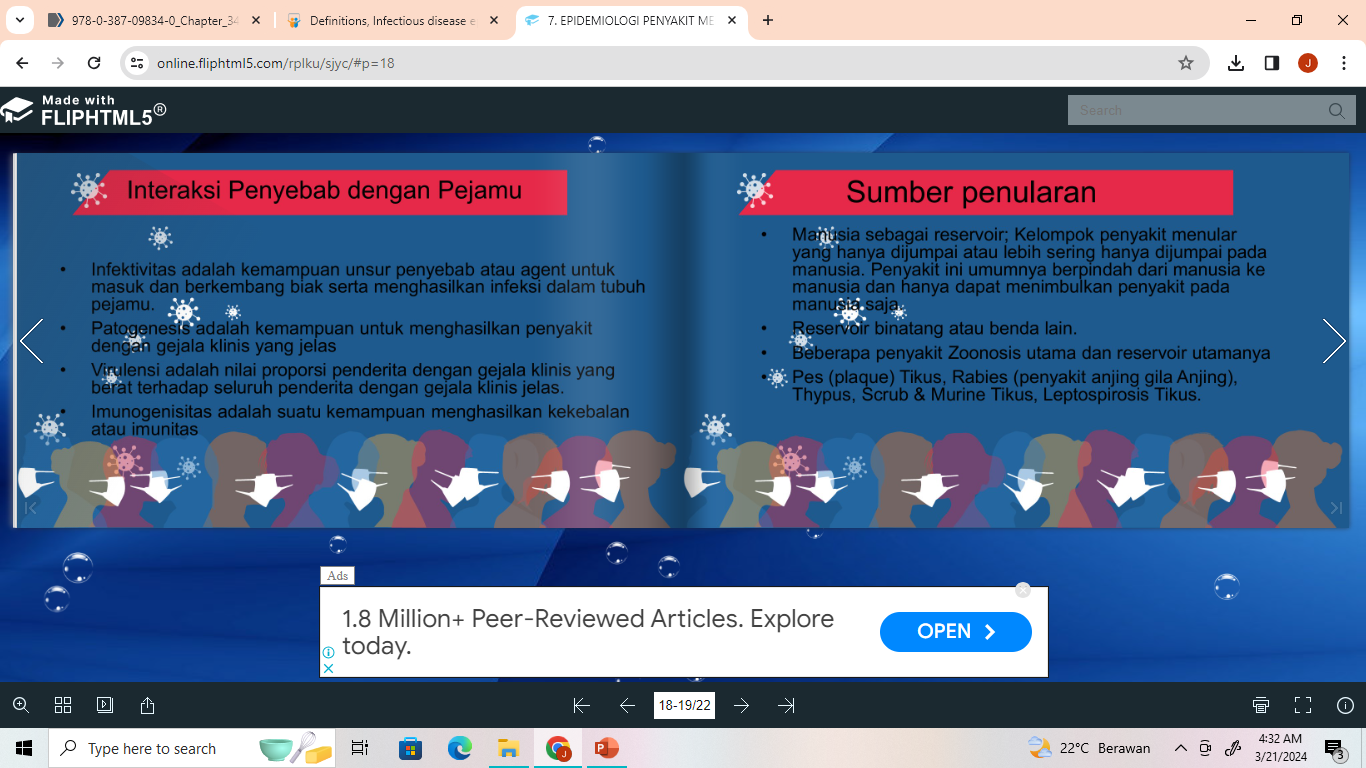 978-0-387-09834-0_Chapter_34
Definitions, Infectious disease e
7. EPIDEMIOLOGI PENYAKIT ME
online.fliphtml5.com/rplku/sjyc/#p=18
J
Made with
FLIPHTML5®
Search
Interaksi Penyebab dengan Pejamu
• Infektivitas adalah kemampuan unsur penyebab atau agent untuk
masuk dan berkembang biak serta menghasilkan infeksi dalam tubuh
pejamu.
• Patogenesis adalah kemampuan untuk menghasilkan penyakit
dengan gejala klinis yang jelas
• Virulensi adalah nilai proporsi penderita dengan gejala klinis yang
berat terhadap seluruh penderita dengan gejala klinis jelas.
• Imunogenisitas adalah suatu kemampuan menghasilkan kekebalan
atau imunitas
Sumber penularan
• Manusia sebagai reservoir; Kelompok penyakit menular
yang hanya dijumpai atau lebih sering hanya dijumpai pada
manusia. Penyakit ini umumnya berpindah dari manusia ke
manusia dan hanya dapat menimbulkan penyakit pada
manusia saja.
• Reservoir binatang atau benda lain.
• Beberapa penyakit Zoonosis utama dan reservoir utamanya
• Pes (plaque) Tikus, Rabies (penyakit anjing gila Anjing),
Thypus, Scrub & Murine Tikus, Leptospirosis Tikus.
Ads
1.8 Million+ Peer-Reviewed Articles. Explore
today.
OPEN
18-19/22
Type here to search
22°C Berawan
4:32 AM
3/21/2024
3